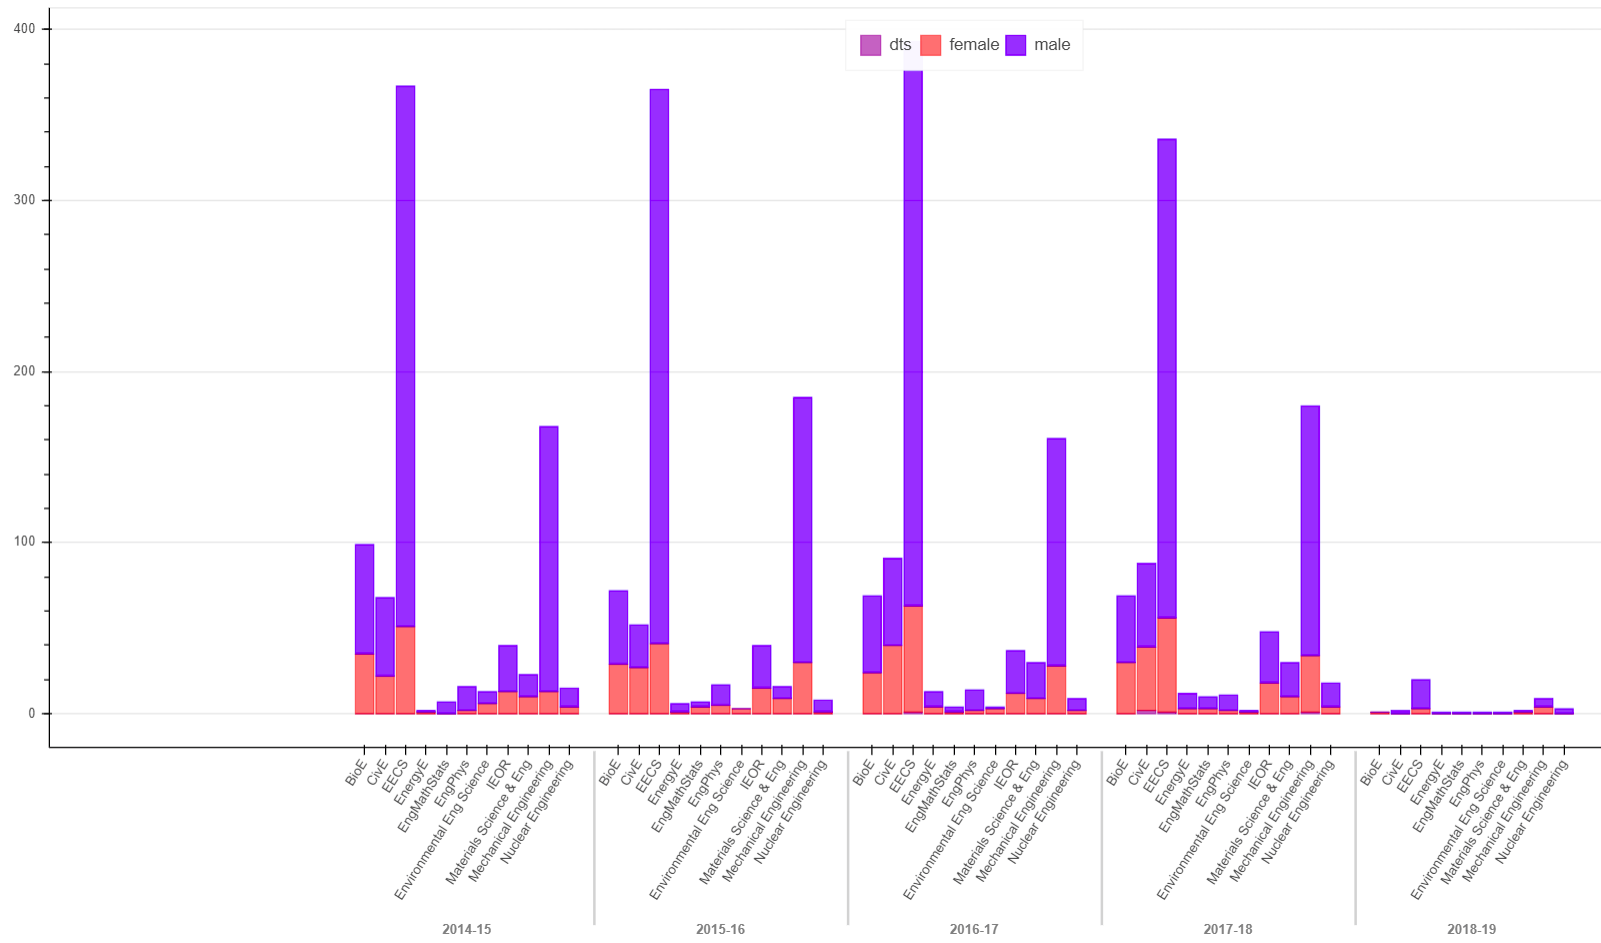 400
300
200
100
0
dts female male
BioE
CivE
EECS
EnergyE
EngMathStats
EngPhys
Environmental Eng Science
IEOR
Materials Science & Eng
Mechanical Engineering
Nuclear Engineering
BioE
CivE
EECS
EnergyE
EngMathStats
EngPhys
Environmental Eng Science
IEOR
Materials Science & Eng
Mechanical Engineering
Nuclear Engineering
BioE
CivE
EECS
EnergyE
EngMathStats
EngPhys
Environmental Eng Science
IEOR
Materials Science & Eng
Mechanical Engineering
Nuclear Engineering
BioE
CivE
EECS
EnergyE
EngMathStats
EngPhys
Environmental Eng Science
IEOR
Materials Science & Eng
Mechanical Engineering
Nuclear Engineering
BioE
CivE
EECS
EnergyE
EngMathStats
EngPhys
Environmental Eng Science
Materials Science & Eng
Mechanical Engineering
Nuclear Engineering
2014-15 2015-16 2016-17 2017-18 2018-19